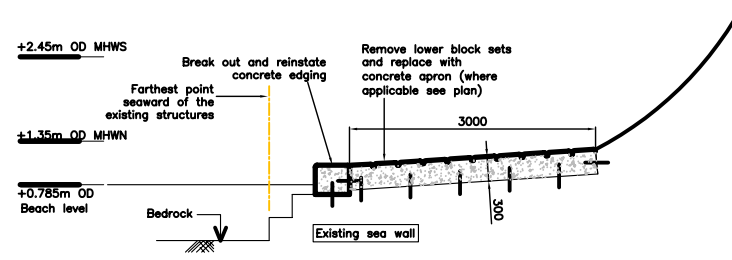 +2.45m OD MHWS
Break out and reinstate
concrete edging
Remove lower block sets
and replace with
concrete apron (where
applicable see plan)
Farthest point
seaward of the
existing structures
3000
+1.35m OD MHWN
+0.785m OD
Beach level
Bedrock
300
Existing sea wall